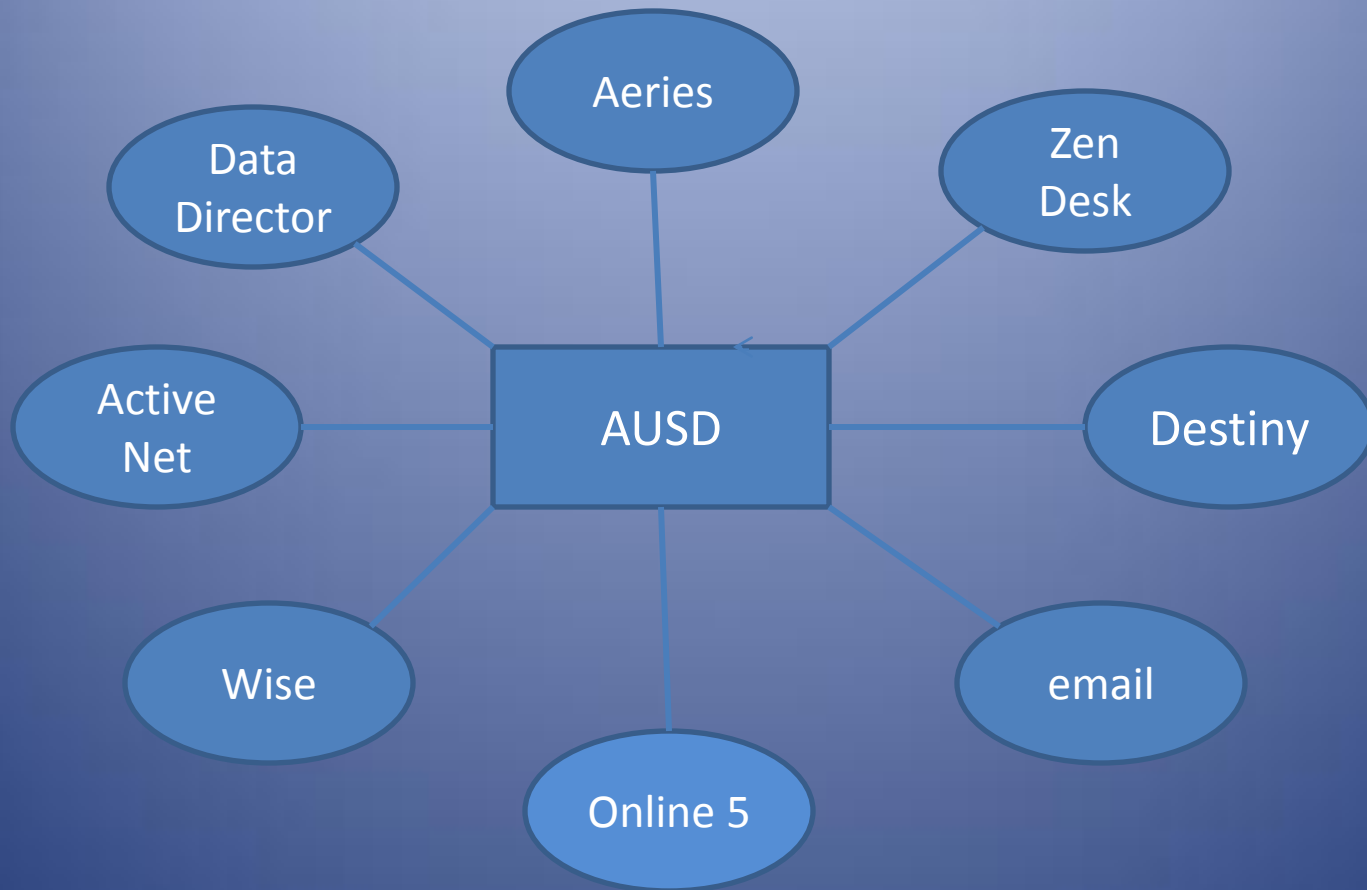 Aeries
Data
Director
Zen
Desk
Active
Net
AUSD
Destiny
Wise
email
Online 5